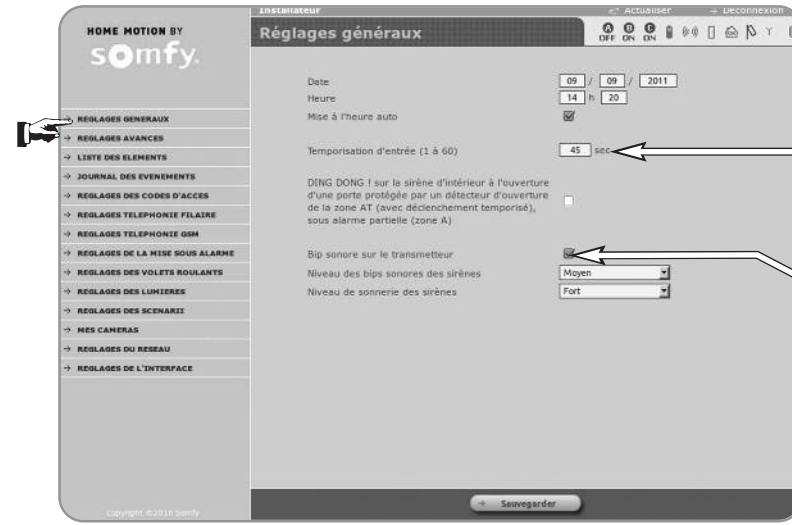 Installateur
Actualiser
→ Déconnexion
HOME MOTION BY
somfy.
Réglages généraux
A OFF
B ON
C ON
Date 09 / 09 / 2011
Heure 14 h 20
Mise à l'heure auto
Temporisation d'entrée (1 à 60) 45 sec
DING DONG ! sur la sirène d'intérieur à l'ouverture
d'une porte protégée par un détecteur d'ouverture
de la zone AT (avec déclenchement temporisé),
sous alarme partielle (zone A)
Bip sonore sur le transmetteur
Niveau des bips sonores des sirènes Moyen
Niveau de sonnerie des sirènes Fort
→ REGLAGES GENERAUX
→ REGLAGES AVANCES
→ LISTE DES ELEMENTS
→ JOURNAL DES EVENEMENTS
→ REGLAGES DES CODES D'ACCES
→ REGLAGES TELEPHONIE FILAIRE
→ REGLAGES TELEPHONIE GSM
→ REGLAGES DE LA MISE SOUS ALARME
→ REGLAGES DES VOLETS ROULANTS
→ REGLAGES DES LUMIERES
→ REGLAGES DES SCENARII
→ MES CAMERAS
→ REGLAGES DU RESEAU
→ REGLAGES DE L'INTERFACE
→ Sauvegarder
Copyright ©2010 Somfy